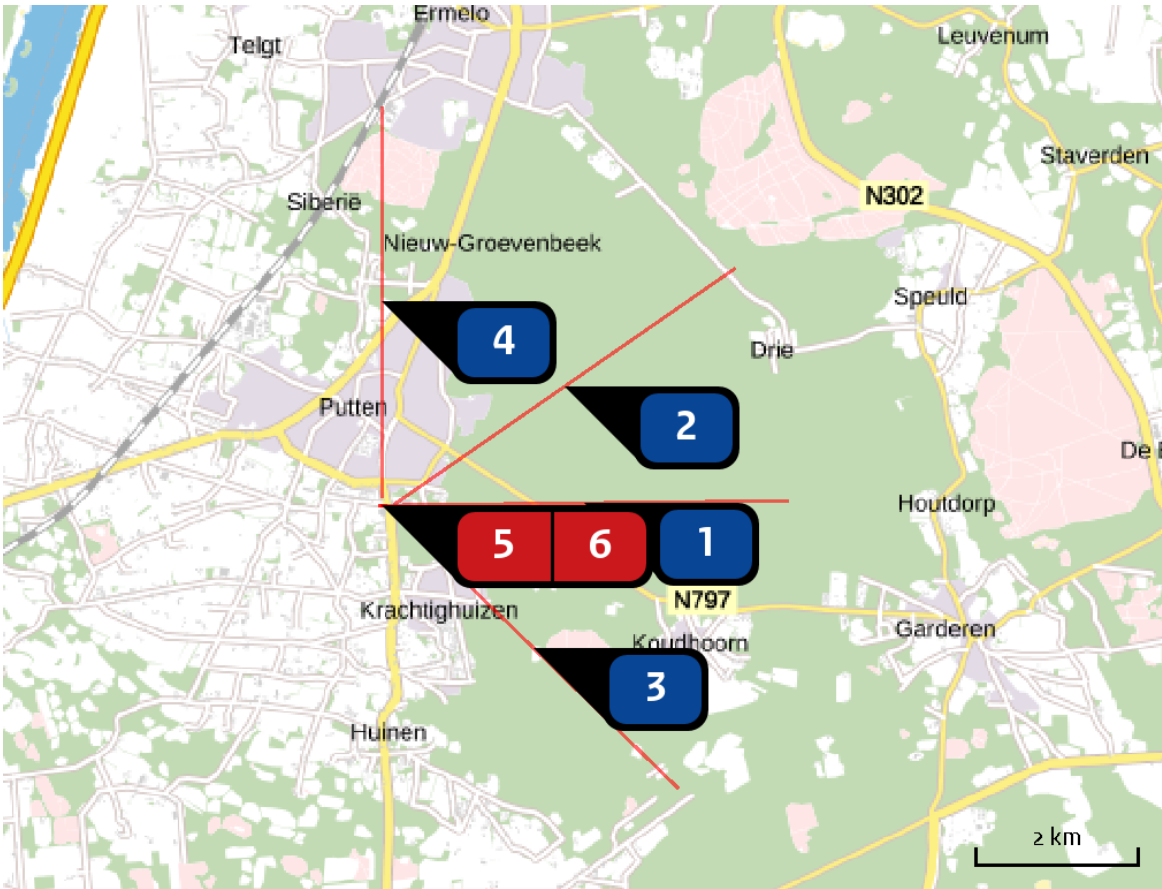 Ermelo
Telgt
Leuvenum
Staverden
N302
Siberië
Nieuw-Groevenbeek
Speuld
4
Drie
Putten
2
De
Houtdorp
5 6 1
N797
Krachtighuizen
Garderen
Koudhoorn
3
Huinen
2 km